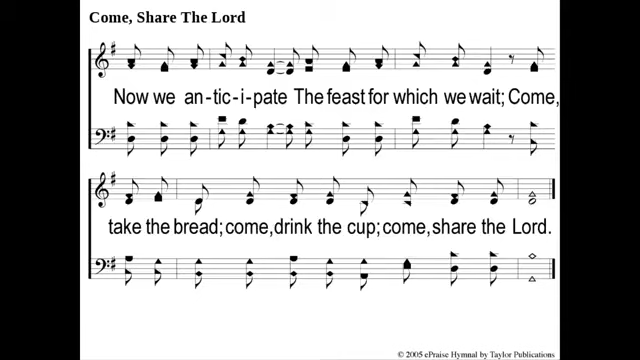 Come, Share The Lord
Now we an-tic-i-pate The feast for which we wait; Come,
take the bread; come, drink the cup; come, share the Lord.
© 2005 ePraise Hymnal by Taylor Publications